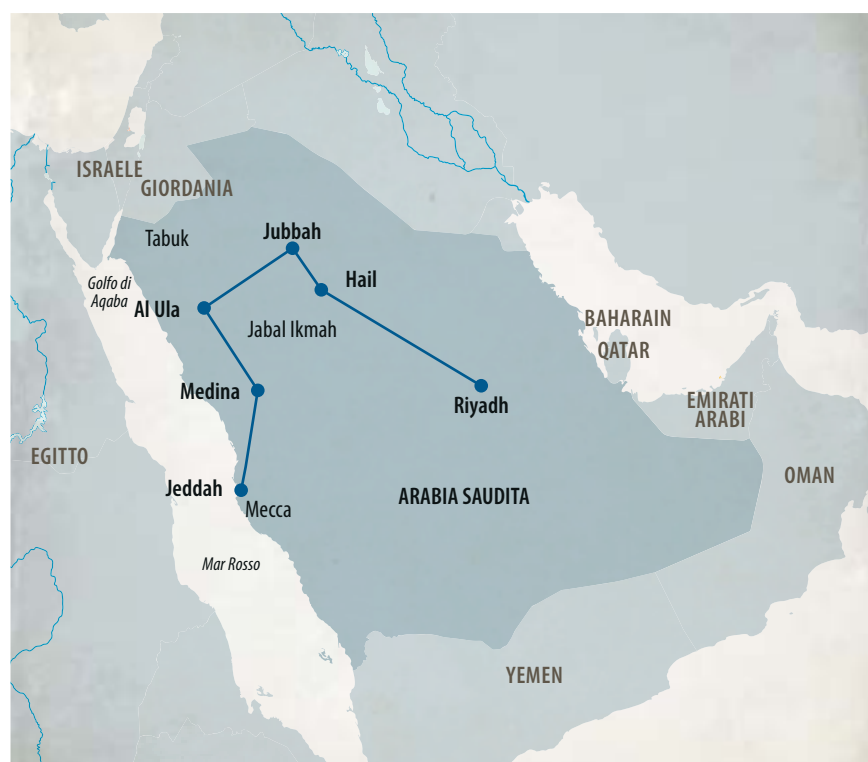 ISRAELE
GIORDANIA
Tabuk
Jubbah
Golfo di
Aqaba
Hail
Al Ula
Jabal Ikmah
BAHARAIN
QATAR
Medina
Riyadh
EMIRATI
ARABI
EGITTO
OMAN
Jeddah
Mecca
ARABIA SAUDITA
Mar Rosso
YEMEN